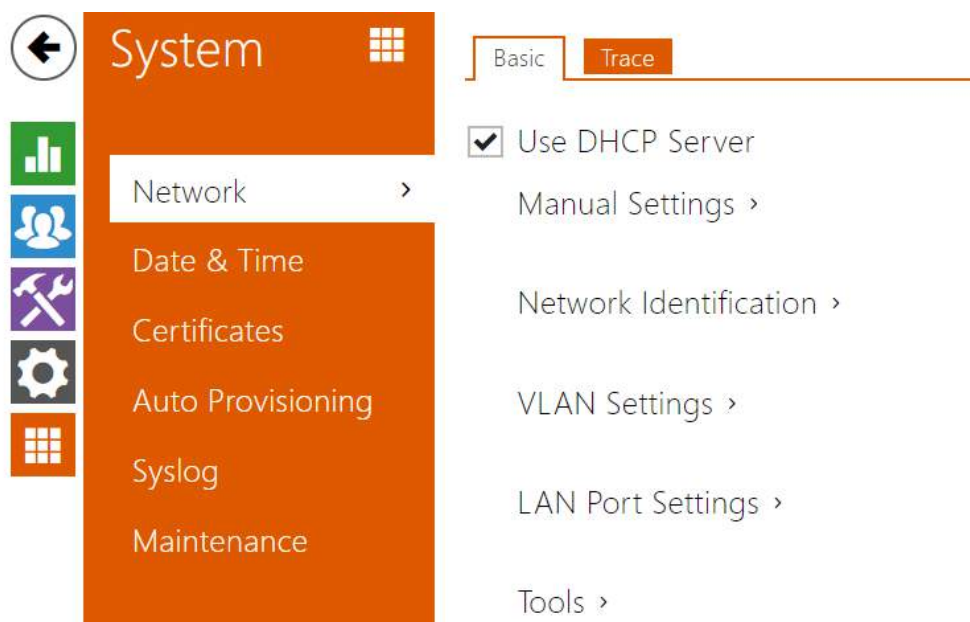 System
Network
Date & Time
Certificates
Auto Provisioning
Syslog
Maintenance
Basic
Trace
Use DHCP Server
Manual Settings
Network Identification
VLAN Settings
LAN Port Settings
Tools